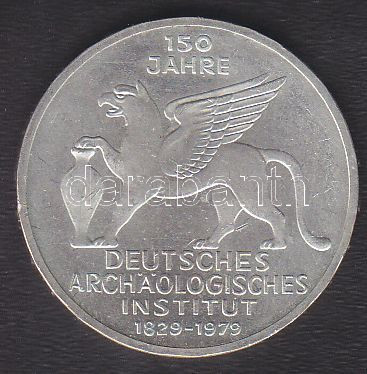 150
JAHRE
darabanth
DEUTSCHES
ARCHÄOLOGISCHES
INSTITUT
1829-1979